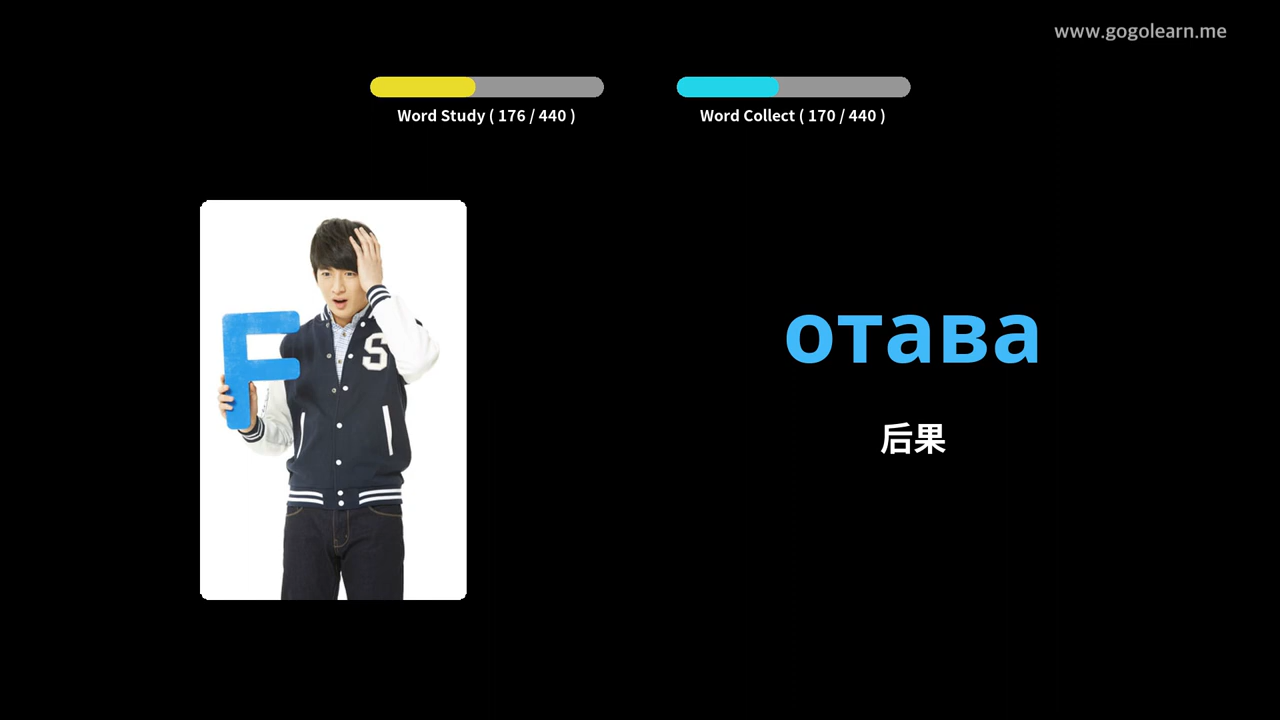 www.gogolearn.me
Word Study ( 176 / 440 )
Word Collect ( 170 / 440 )
F
S
отава
后果